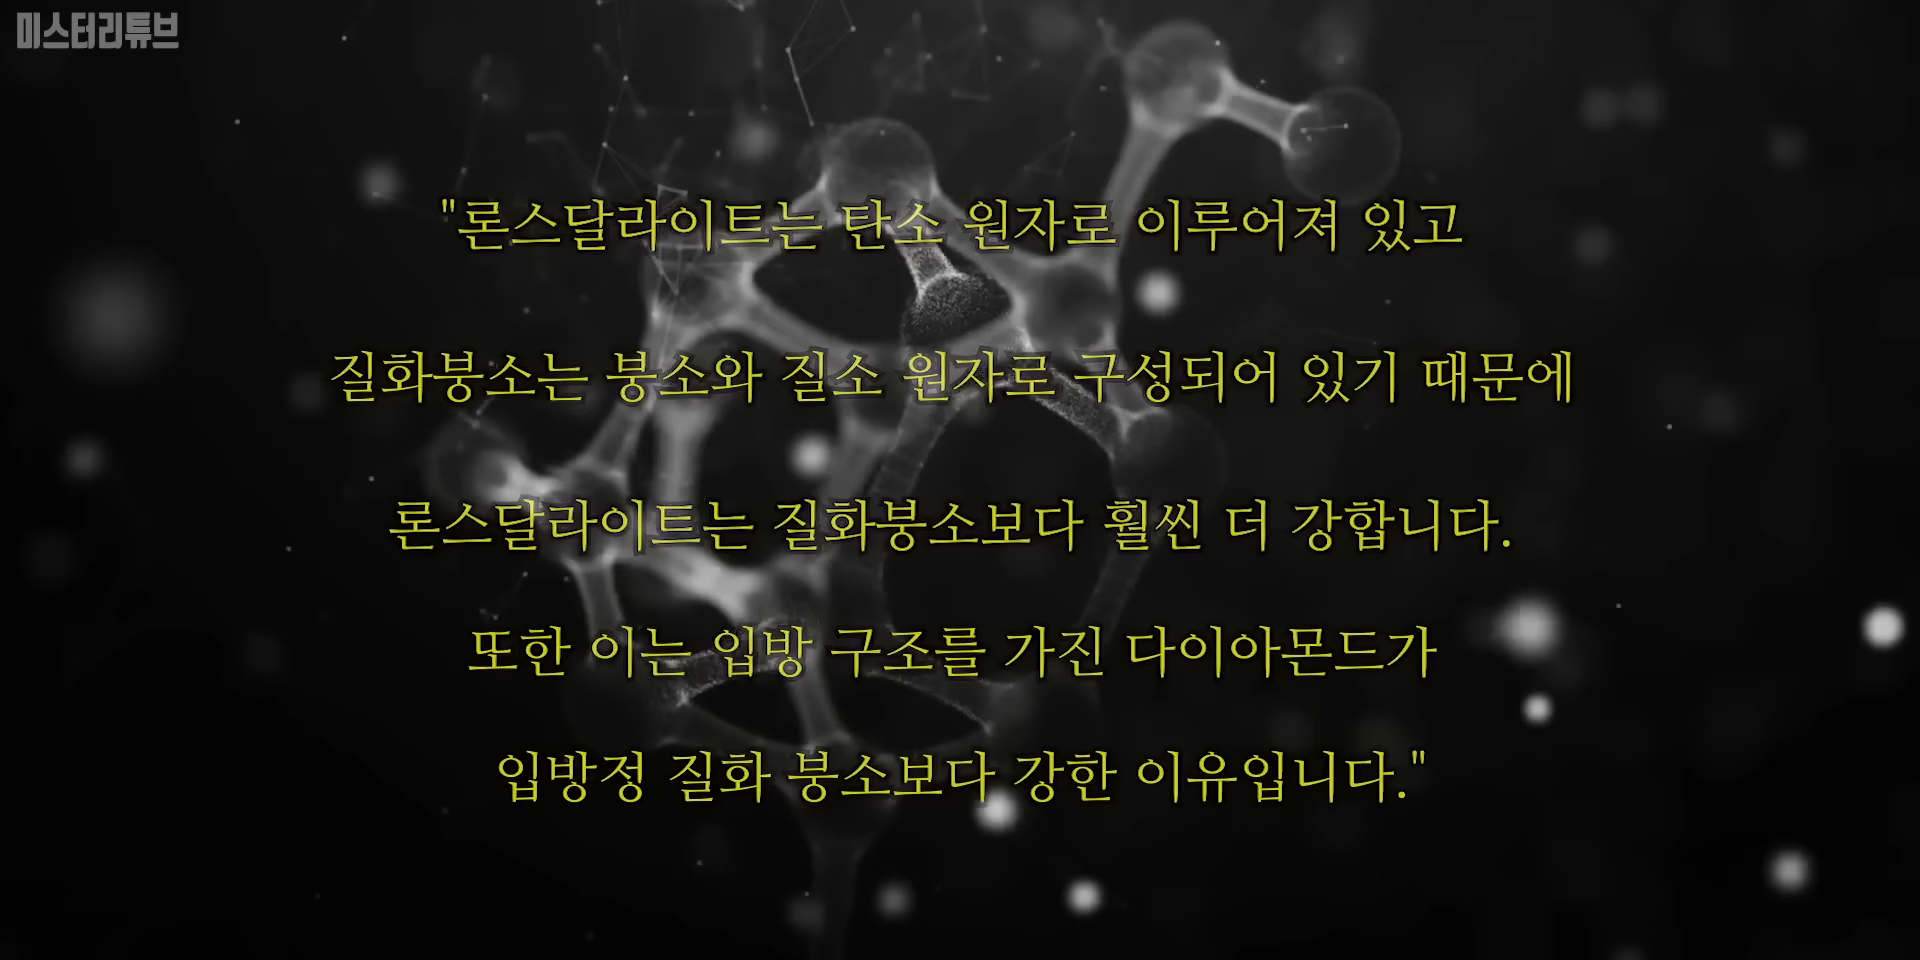 미스터리튜브
"론스달라이트는 탄소 원자로 이루어져 있고
질화붕소는 붕소와 질소 원자로 구성되어 있기 때문에
론스달라이트는 질화붕소보다 훨씬 더 강합니다.
또한 이는 입방 구조를 가진 다이아몬드가
입방정 질화 붕소보다 강한 이유입니다."